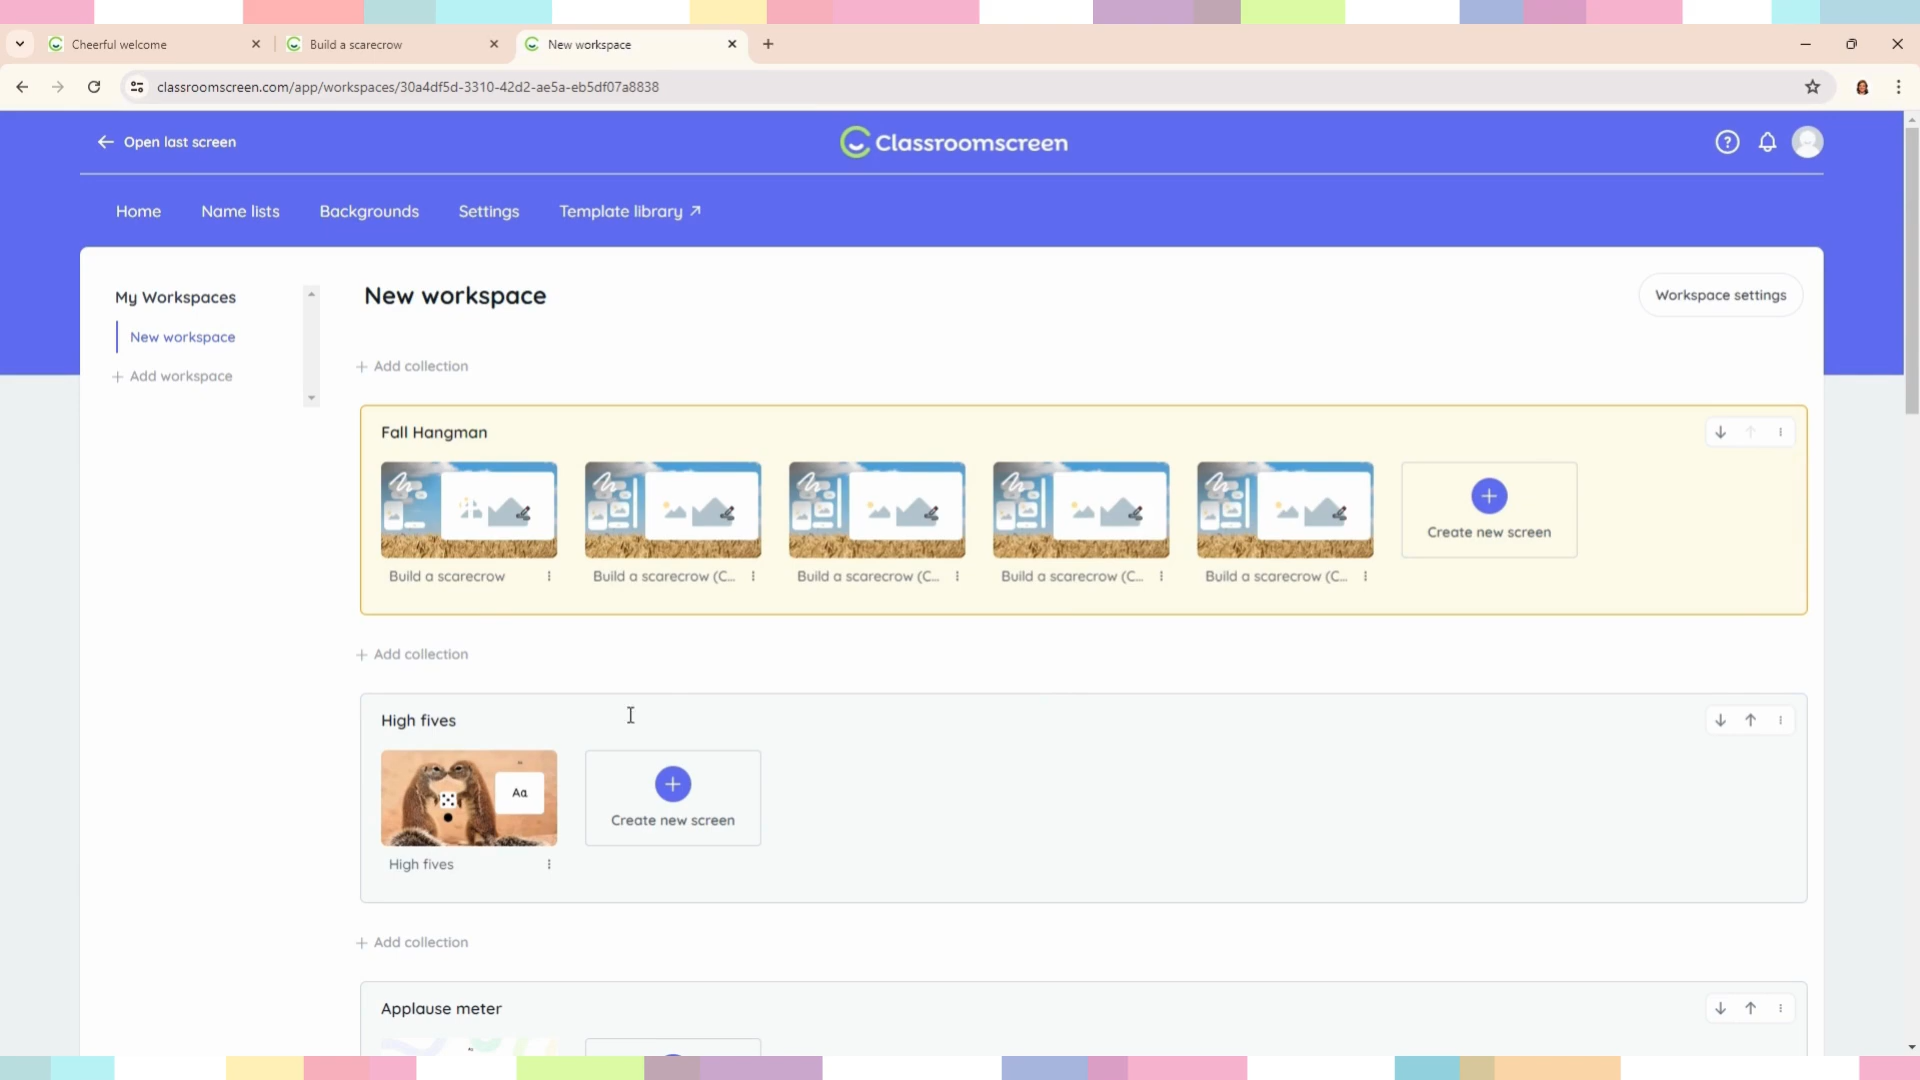 Cheerful welcome
Build a scarecrow
New workspace
classroomscreen.com/app/workspaces/30a4df5d-3310-42d2-ae5a-eb5df07a8838
Open last screen
Classroomscreen
Home
Name lists
Backgrounds
Settings
Template library
My Workspaces
New workspace
Add workspace
New workspace
Workspace settings
Add collection
Fall Hangman
Create new screen
Build a scarecrow
Build a scarecrow (C...
Build a scarecrow (C...
Build a scarecrow (C...
Build a scarecrow (C...
Add collection
High fives
Aa
Create new screen
High fives
Add collection
Applause meter